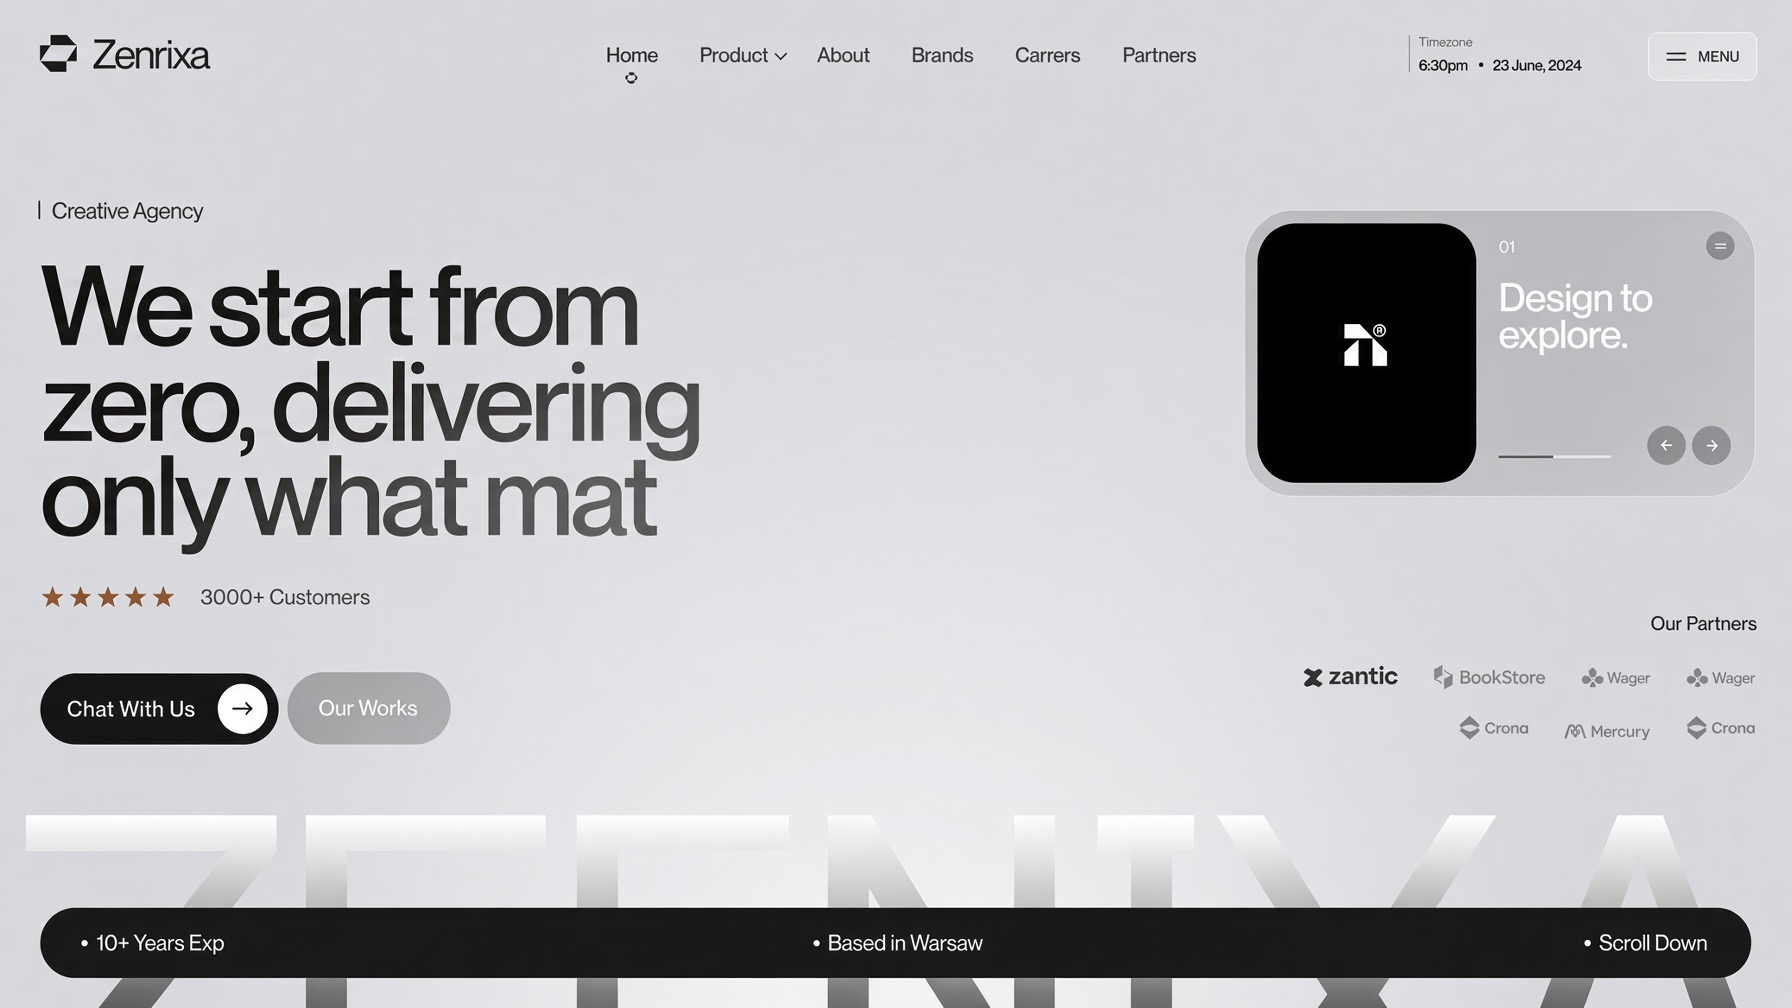 Zenrixa
Home
Product
About
Brands
Carrers
Partners
Timezone
6:30pm • 23 June, 2024
MENU
Creative Agency
We start from
zero, delivering
only what mat
3000+ Customers
Chat With Us
Our Works
®
01
Design to
explore.
Our Partners
zantic
BookStore
Wager
Wager
Crona
Mercury
Crona
• 10+ Years Exp
• Based in Warsaw
• Scroll Down